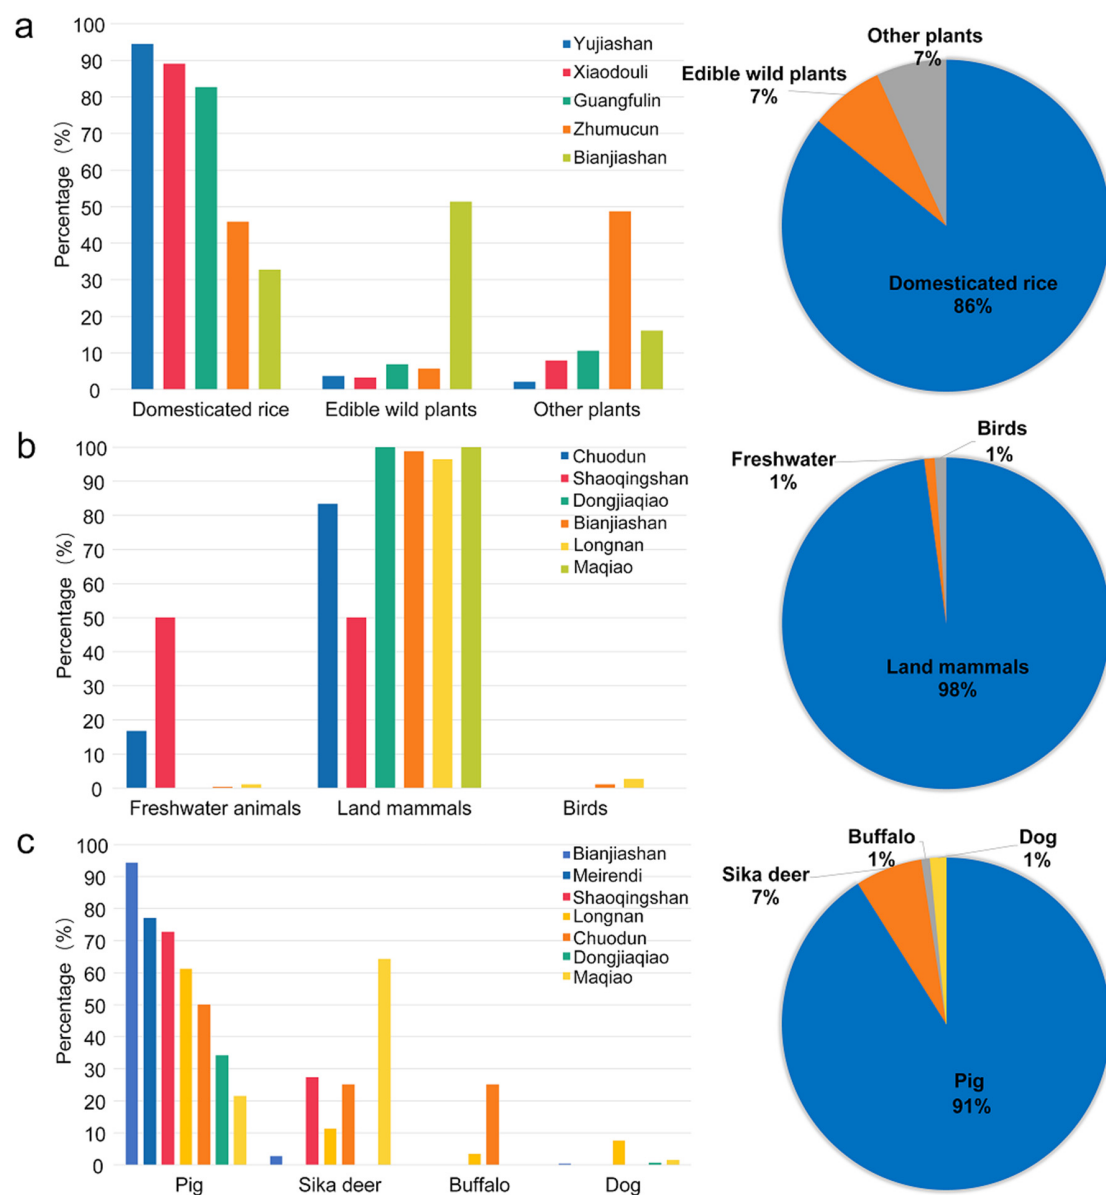 a
Percentage (%)
100
90
80
70
60
50
40
30
20
10
0
Yujiashan
Xiaodouli
Guangfulin
Zhumucun
Bianjiashan
Domesticated rice
Edible wild plants
Other plants
Other plants
7%
Edible wild plants
7%
Domesticated rice
86%
b
Percentage (%)
100
90
80
70
60
50
40
30
20
10
0
Chuodun
Shaoqingshan
Dongjiaqiao
Bianjiashan
Longnan
Maqiao
Freshwater animals
Land mammals
Birds
Birds
1%
Freshwater
1%
Land mammals
98%
c
Percentage (%)
100
90
80
70
60
50
40
30
20
10
0
Bianjiashan
Meirendi
Shaoqingshan
Longnan
Chuodun
Dongjiaqiao
Maqiao
Pig
Sika deer
Buffalo
Dog
Buffalo
1%
Dog
1%
Sika deer
7%
Pig
91%